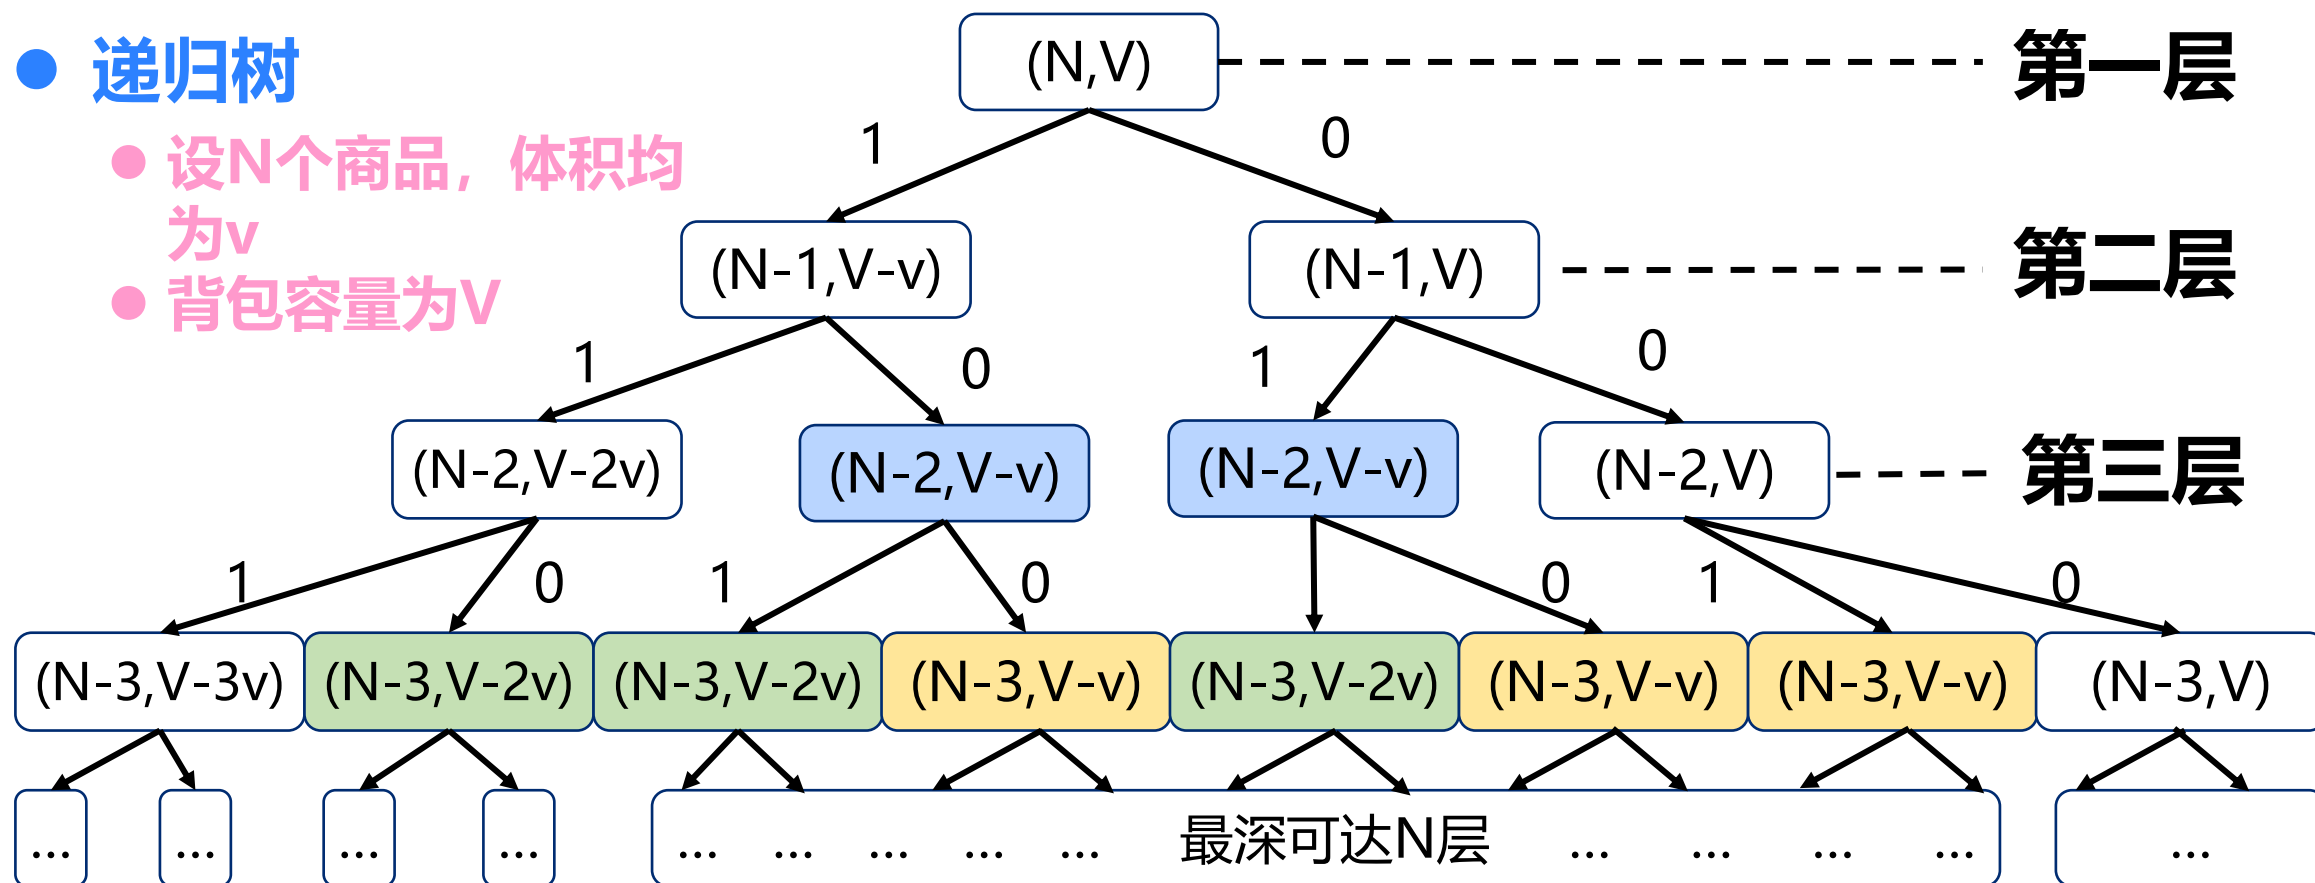 递归树
设N个商品，体积均
为v
背包容量为V
(N,V)
第一层
1
0
(N-1,V-v)
(N-1,V)
第二层
1
0
1
0
(N-2,V-2v)
(N-2,V-v)
(N-2,V-v)
(N-2,V)
第三层
1
0
1
0
0
1
0
(N-3,V-3v)
(N-3,V-2v)
(N-3,V-2v)
(N-3,V-v)
(N-3,V-2v)
(N-3,V-v)
(N-3,V-v)
(N-3,V)
...
...
...
...
... ... ... ... ... 最深可达N层 ... ... ... ...
...